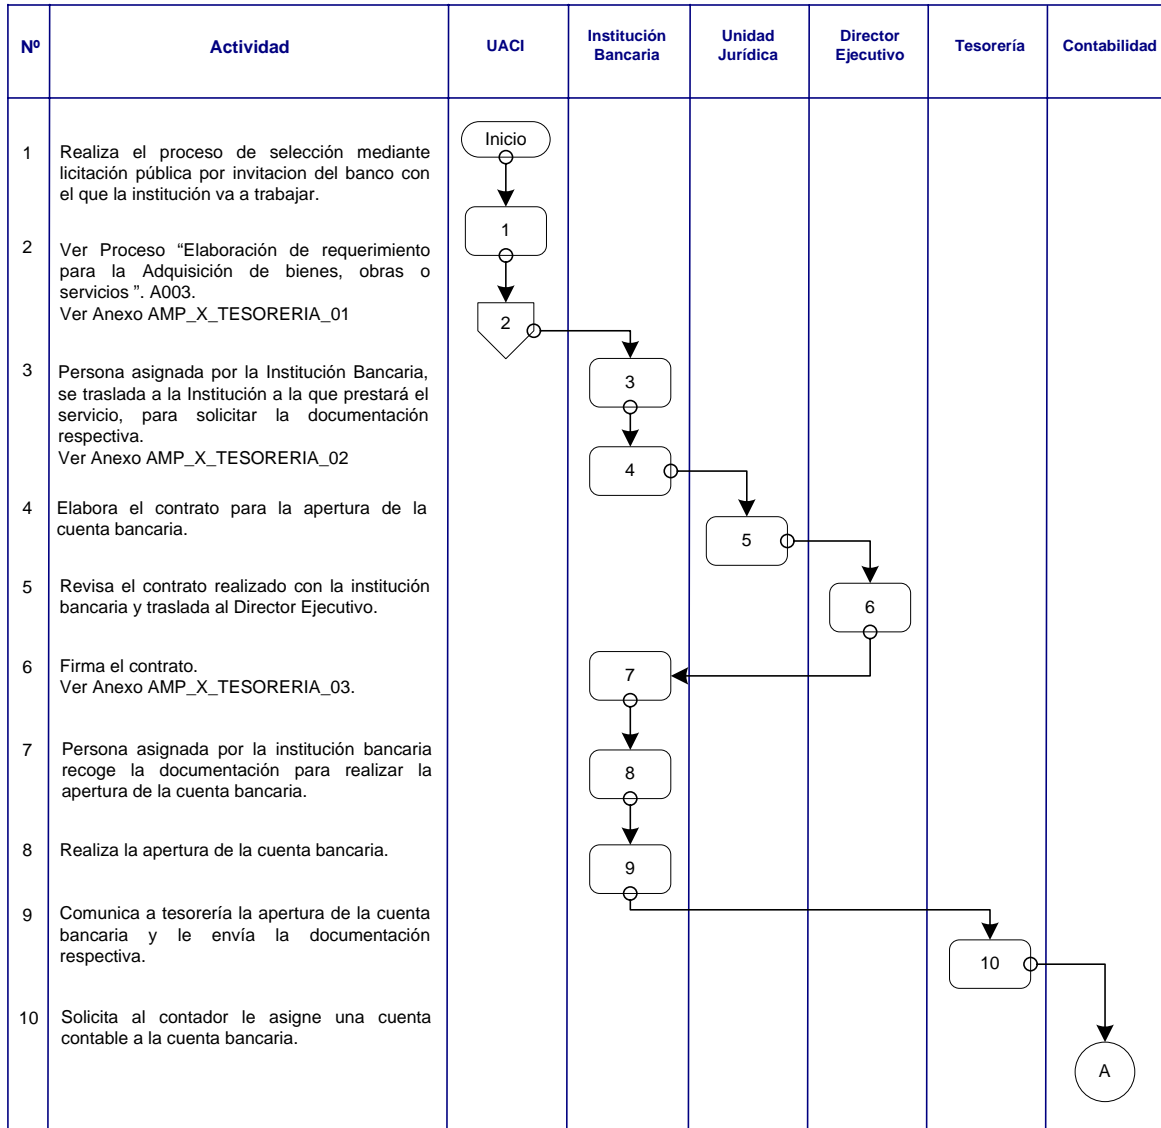 Nº
Actividad
UACI
Institución
Bancaria
Unidad
Jurídica
Director
Ejecutivo
Tesorería
Contabilidad
1
Realiza el proceso de selección mediante
licitación pública por invitacion del banco con
el que la institución va a trabajar.
2
Ver Proceso “Elaboración de requerimiento
para la Adquisición de bienes, obras o
servicios ”. A003.
Ver Anexo AMP_X_TESORERIA_01
3
Persona asignada por la Institución Bancaria,
se traslada a la Institución a la que prestará el
servicio, para solicitar la documentación
respectiva.
Ver Anexo AMP_X_TESORERIA_02
4
Elabora el contrato para la apertura de la
cuenta bancaria.
5
Revisa el contrato realizado con la institución
bancaria y traslada al Director Ejecutivo.
6
Firma el contrato.
Ver Anexo AMP_X_TESORERIA_03.
7
Persona asignada por la institución bancaria
recoge la documentación para realizar la
apertura de la cuenta bancaria.
8
Realiza la apertura de la cuenta bancaria.
9
Comunica a tesorería la apertura de la cuenta
bancaria y le envía la documentación
respectiva.
10
Solicita al contador le asigne una cuenta
contable a la cuenta bancaria.
Inicio
1
2
3
4
5
6
7
8
9
10
A